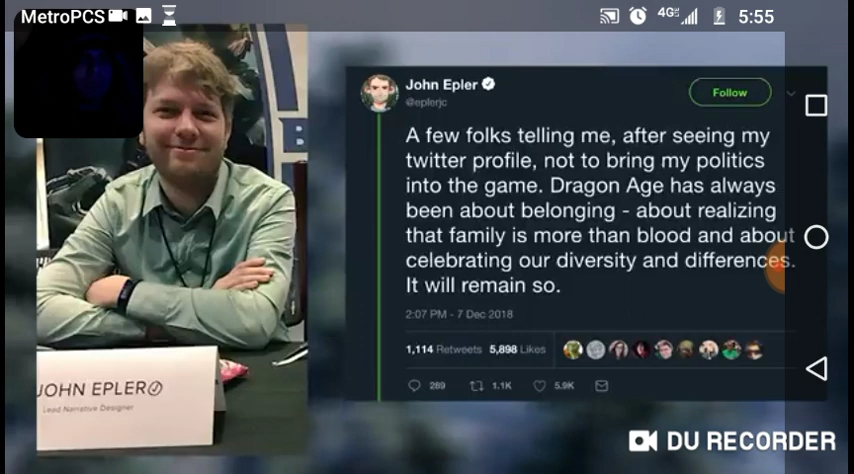 MetroPCS
4G
5:55
John Epler
@eplerjc
Follow
A few folks telling me, after seeing my
twitter profile, not to bring my politics
into the game. Dragon Age has always
been about belonging - about realizing
that family is more than blood and about
celebrating our diversity and differences.
It will remain so.
2:07 PM - 7 Dec 2018
1,114 Retweets 5,898 Likes
289 1.1K 5.9K
B
JOHN EPLER
Lead Narrative Designer
DU RECORDER